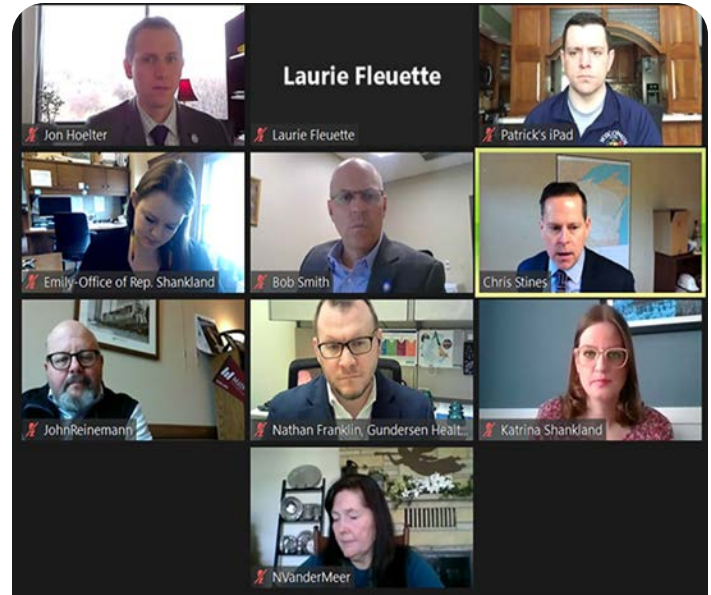 Laurie Fleuette
Jon Hoelter
Laurie Fleuette
Patrick's iPad
Emily-Office of Rep. Shankland
Bob Smith
Chris Stines
JohnReinemann
Nathan Franklin, Gundersen Healt...
Katrina Shankland
NVanderMeer